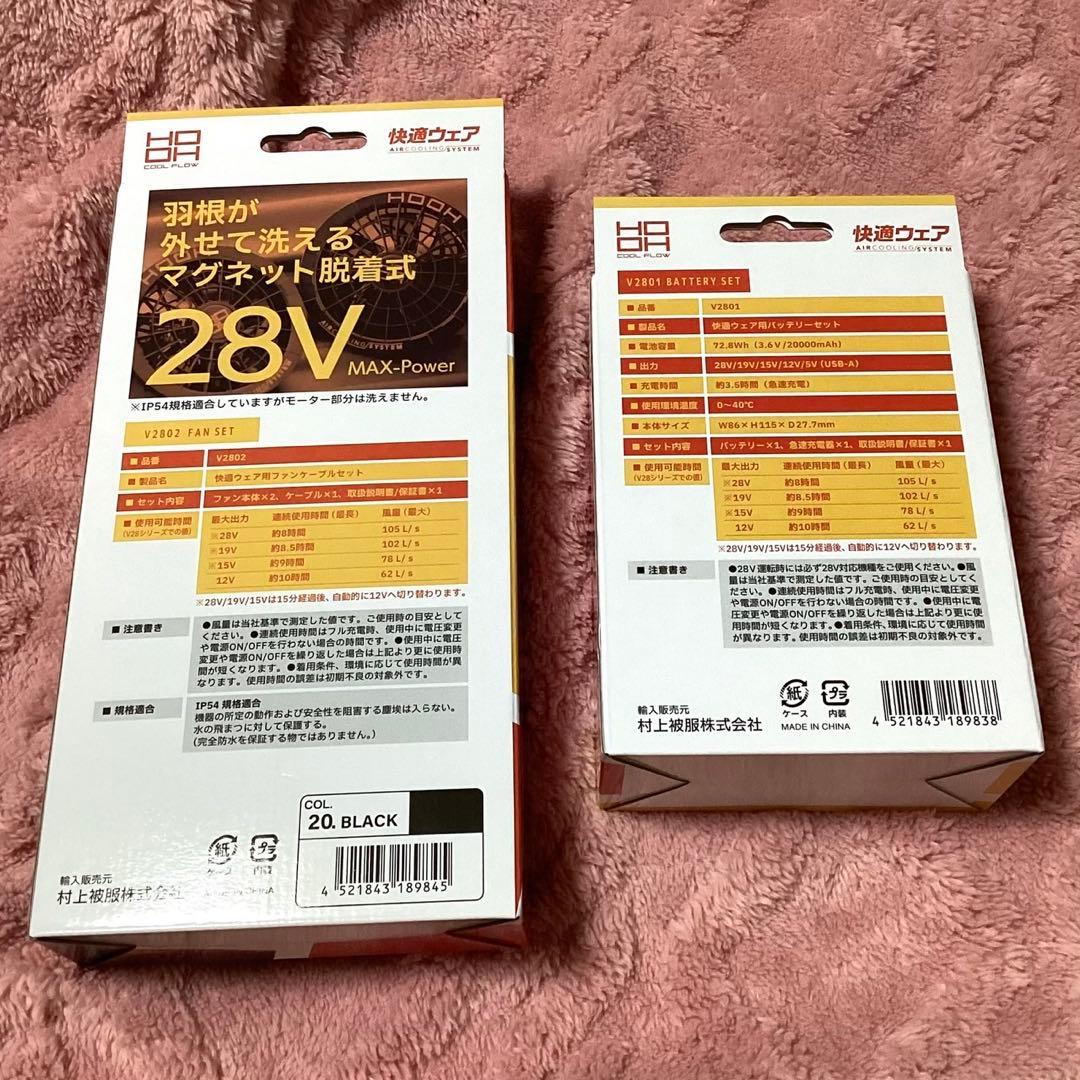 HOOH
COOL FLOW
快適ウェア
AIRCOOLING/SYSTEM
HOOH
羽根が
外せて洗える
マグネット脱着式
28V MAX-Power
AIRCOOLING/SYSTEM
※IP54規格適合していますがモーター部分は洗えません。
V2802 FAN SET
■ 品番 V2802
■ 製品名 快適ウェア用ファンケーブルセット
■ セット内容 ファン本体×2、ケーブル×1、取扱説明書/保証書×1
■ 使用可能時間 最大出力 連続使用時間（最長） 風量（最大）
(V28シリーズでの値)
※28V 約8時間 105 L/s
※19V 約8.5時間 102 L/s
※15V 約9時間 78 L/s
12V 約10時間 62 L/s
※28V/19V/15Vは15分経過後、自動的に12Vへ切り替わります。
■ 注意書き ●風量は当社基準で測定した値です。ご使用時の目安として
ください。●連続使用時間はフル充電時、使用中に電圧変更
や電源ON/OFFを行わない場合の時間です。●使用中に電圧
変更や電源ON/OFFを繰り返した場合は上記より更に使用時
間が短くなります。●着用条件、環境に応じて使用時間が異
なります。使用時間の誤差は初期不良の対象外です。
■ 規格適合 IP54 規格適合
機器の所定の動作および安全性を阻害する塵埃は入らない。
水の飛まつに対して保護する。
(完全防水を保証する物ではありません。)
COL.
20. BLACK
紙
ケース
プラ
内装
輸入販売元
村上被服株式会社
MADE IN CHINA
4 521843 189845
HOOH
COOL FLOW
快適ウェア
AIRCOOLING/SYSTEM
V2801 BATTERY SET
■ 品番 V2801
■ 製品名 快適ウェア用バッテリーセット
■ 電池容量 72.8Wh（3.6V/20000mAh）
■ 出力 28V/19V/15V/12V/5V（USB-A）
■ 充電時間 約3.5時間（急速充電）
■ 使用環境温度 0～40℃
■ 本体サイズ W86×H115×D27.7mm
■ セット内容 バッテリー×1、急速充電器×1、取扱説明書/保証書×1
■ 使用可能時間 最大出力 連続使用時間（最長） 風量（最大）
(V28シリーズでの値)
※28V 約8時間 105 L/s
※19V 約8.5時間 102 L/s
※15V 約9時間 78 L/s
12V 約10時間 62 L/s
※28V/19V/15Vは15分経過後、自動的に12Vへ切り替わります。
■ 注意書き ●28V運転時には必ず28V対応機種をご使用ください。●風
量は当社基準で測定した値です。ご使用時の目安として
ください。●連続使用時間はフル充電時、使用中に電圧変更
や電源ON/OFFを行わない場合の時間です。●使用中に電
圧変更や電源ON/OFFを繰り返した場合は上記より更に使
用時間が短くなります。●着用条件、環境に応じて使用時間
が異なります。使用時間の誤差は初期不良の対象外です。
紙
ケース
プラ
内装
輸入販売元
村上被服株式会社
MADE IN CHINA
4 521843 189838